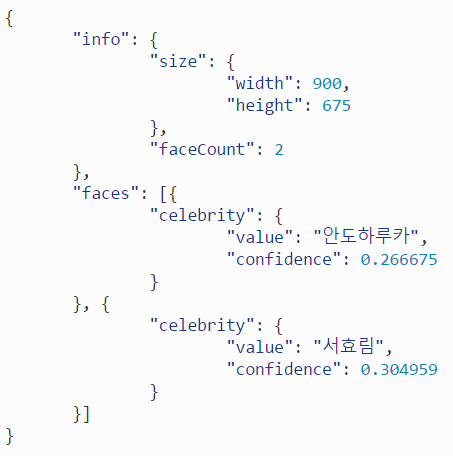 {
	"info": {
		"size": {
			"width": 900,
			"height": 675
		},
		"faceCount": 2
	},
	"faces": [{
		"celebrity": {
			"value": "안도하루카",
			"confidence": 0.266675
		}
	}, {
		"celebrity": {
			"value": "서효림",
			"confidence": 0.304959
		}
	}]
}